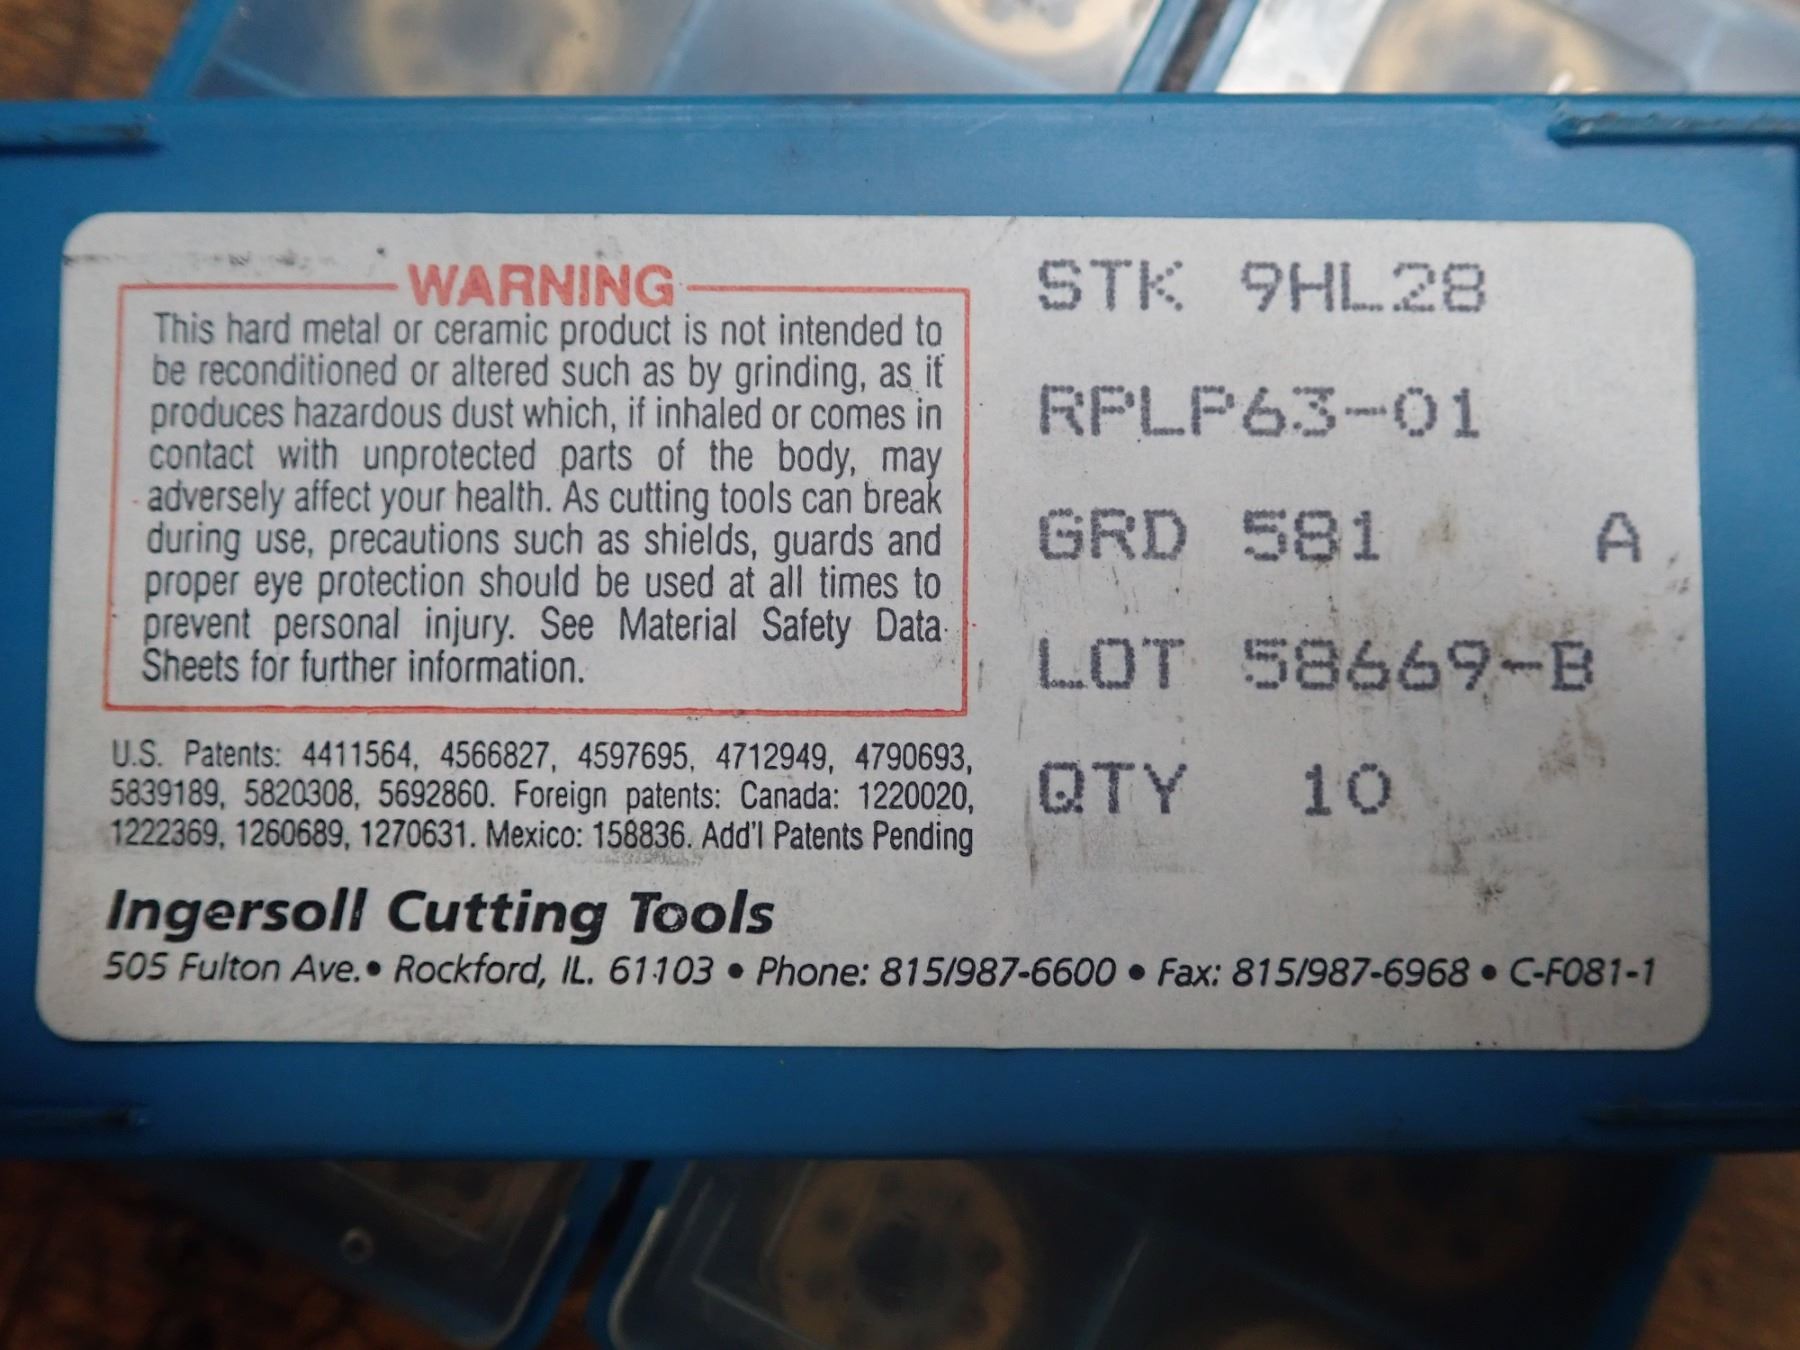 WARNING
This hard metal or ceramic product is not intended to
be reconditioned or altered such as by grinding, as it
produces hazardous dust which, if inhaled or comes in
contact with unprotected parts of the body, may
adversely affect your health. As cutting tools can break
during use, precautions such as shields, guards and
proper eye protection should be used at all times to
prevent personal injury. See Material Safety Data
Sheets for further information.
U.S. Patents: 4411564, 4566827, 4597695, 4712949, 4790693,
5839189, 5820308, 5692860. Foreign patents: Canada: 1220020,
1222369, 1260689, 1270631. Mexico: 158836. Add'l Patents Pending
STK 9HL28
RPLP63-01
GRD 581 A
LOT 58669-B
QTY 10
Ingersoll Cutting Tools
505 Fulton Ave.• Rockford, IL. 61103 • Phone: 815/987-6600 • Fax: 815/987-6968 • C-F081-1